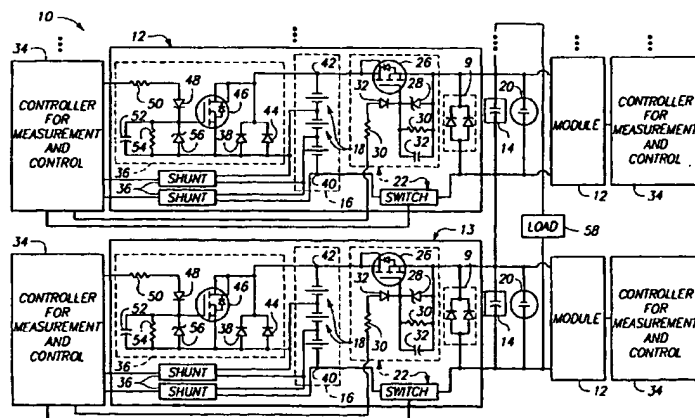 10
34
12
42
26
9
20
48
50
46
44
32
28
CONTROLLER
FOR
MEASUREMENT
AND
CONTROL
52
54
56
38
18
30
30
32
14
MODULE
CONTROLLER
FOR
MEASUREMENT
AND
CONTROL
36
36
SHUNT
SHUNT
40
16
22
SWITCH
12
34
34
13
LOAD
58
42
26
9
20
48
50
46
44
32
28
CONTROLLER
FOR
MEASUREMENT
AND
CONTROL
52
54
56
38
18
30
30
32
14
MODULE
CONTROLLER
FOR
MEASUREMENT
AND
CONTROL
36
36
SHUNT
SHUNT
40
16
22
SWITCH
12
34